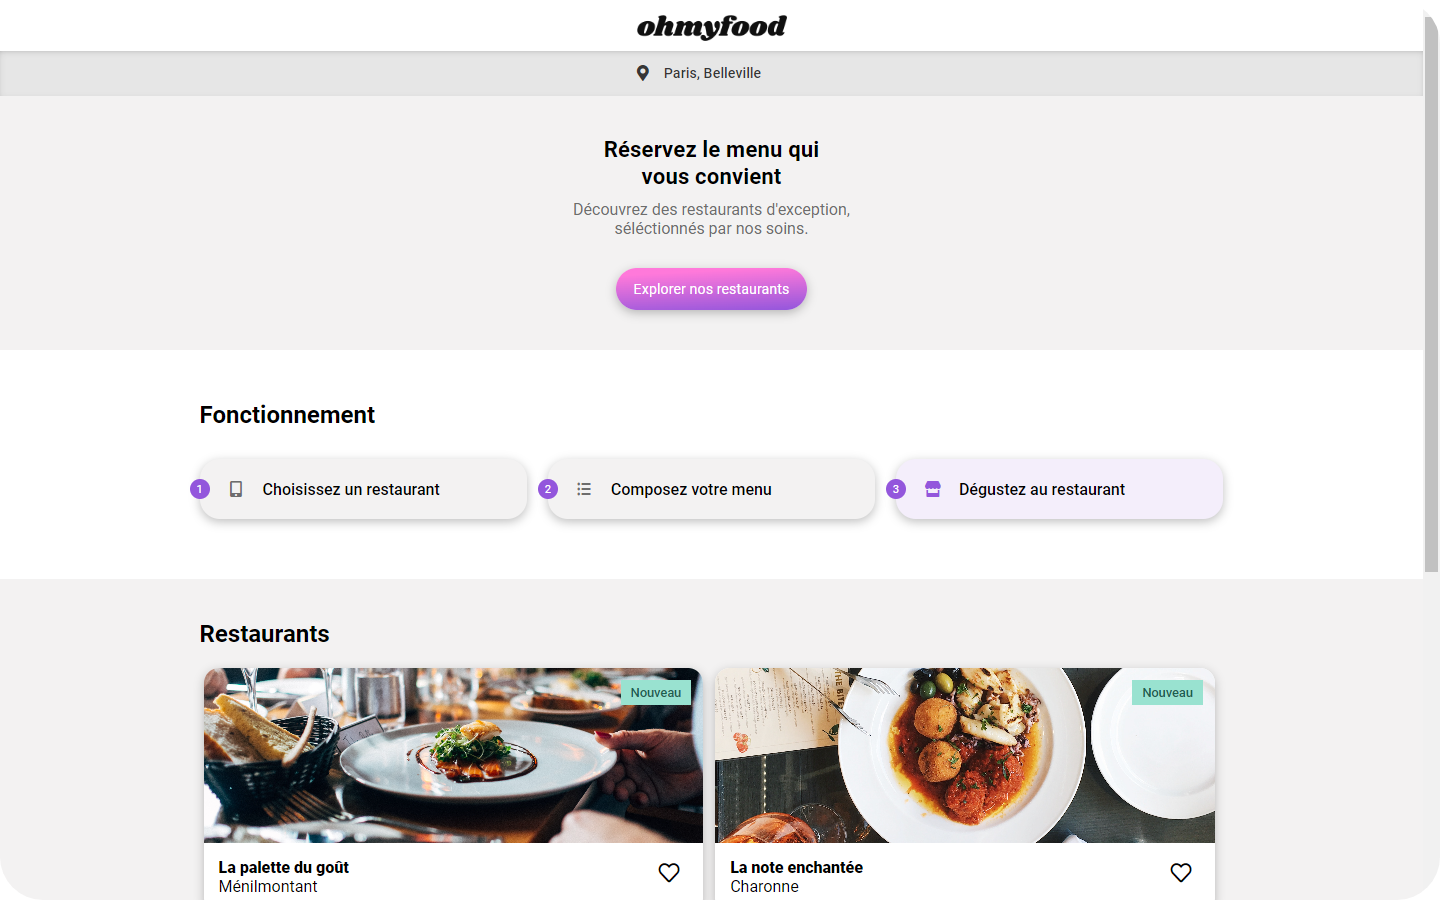 ohmyfood
Paris, Belleville
Réservez le menu qui
vous convient
Découvrez des restaurants d'exception,
séléctionnés par nos soins.
Explorer nos restaurants
Fonctionnement
1 Choisissez un restaurant
2 Composez votre menu
3 Dégustez au restaurant
Restaurants
Nouveau
La palette du goût
Ménilmontant
Nouveau
La note enchantée
Charonne